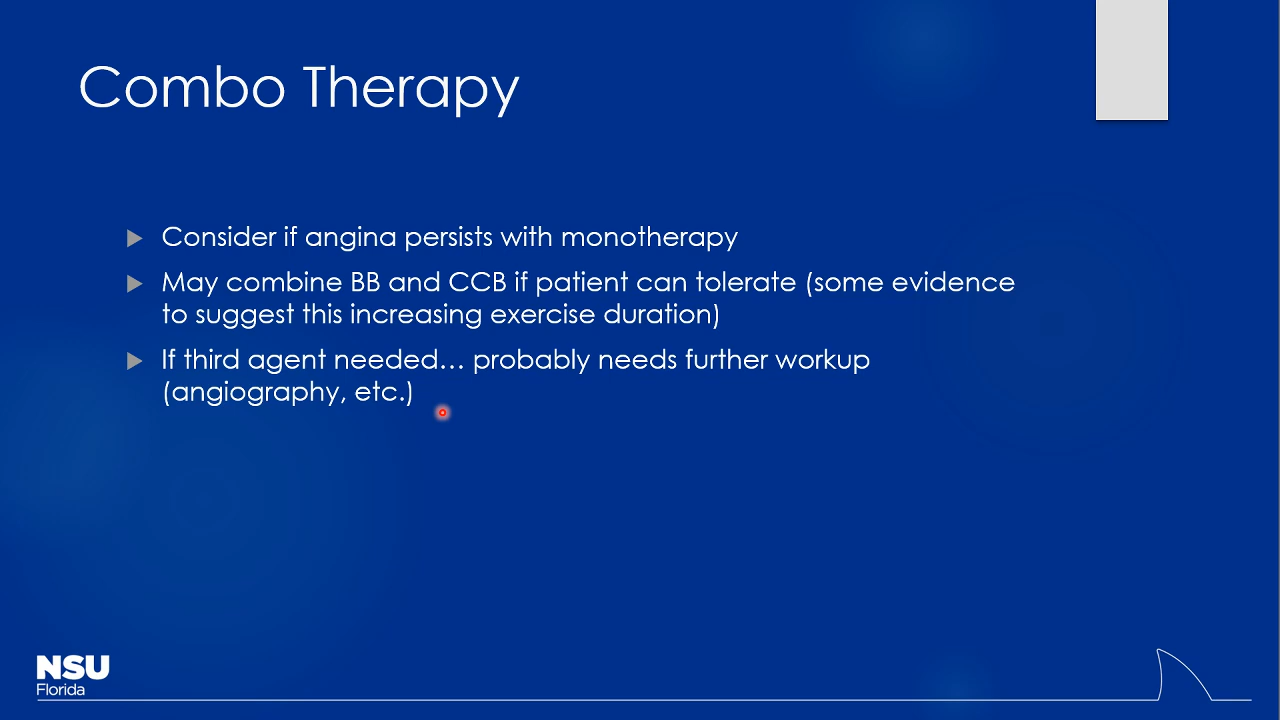 Combo Therapy
Consider if angina persists with monotherapy
May combine BB and CCB if patient can tolerate (some evidence
to suggest this increasing exercise duration)
If third agent needed… probably needs further workup
(angiography, etc.)
NSU
Florida